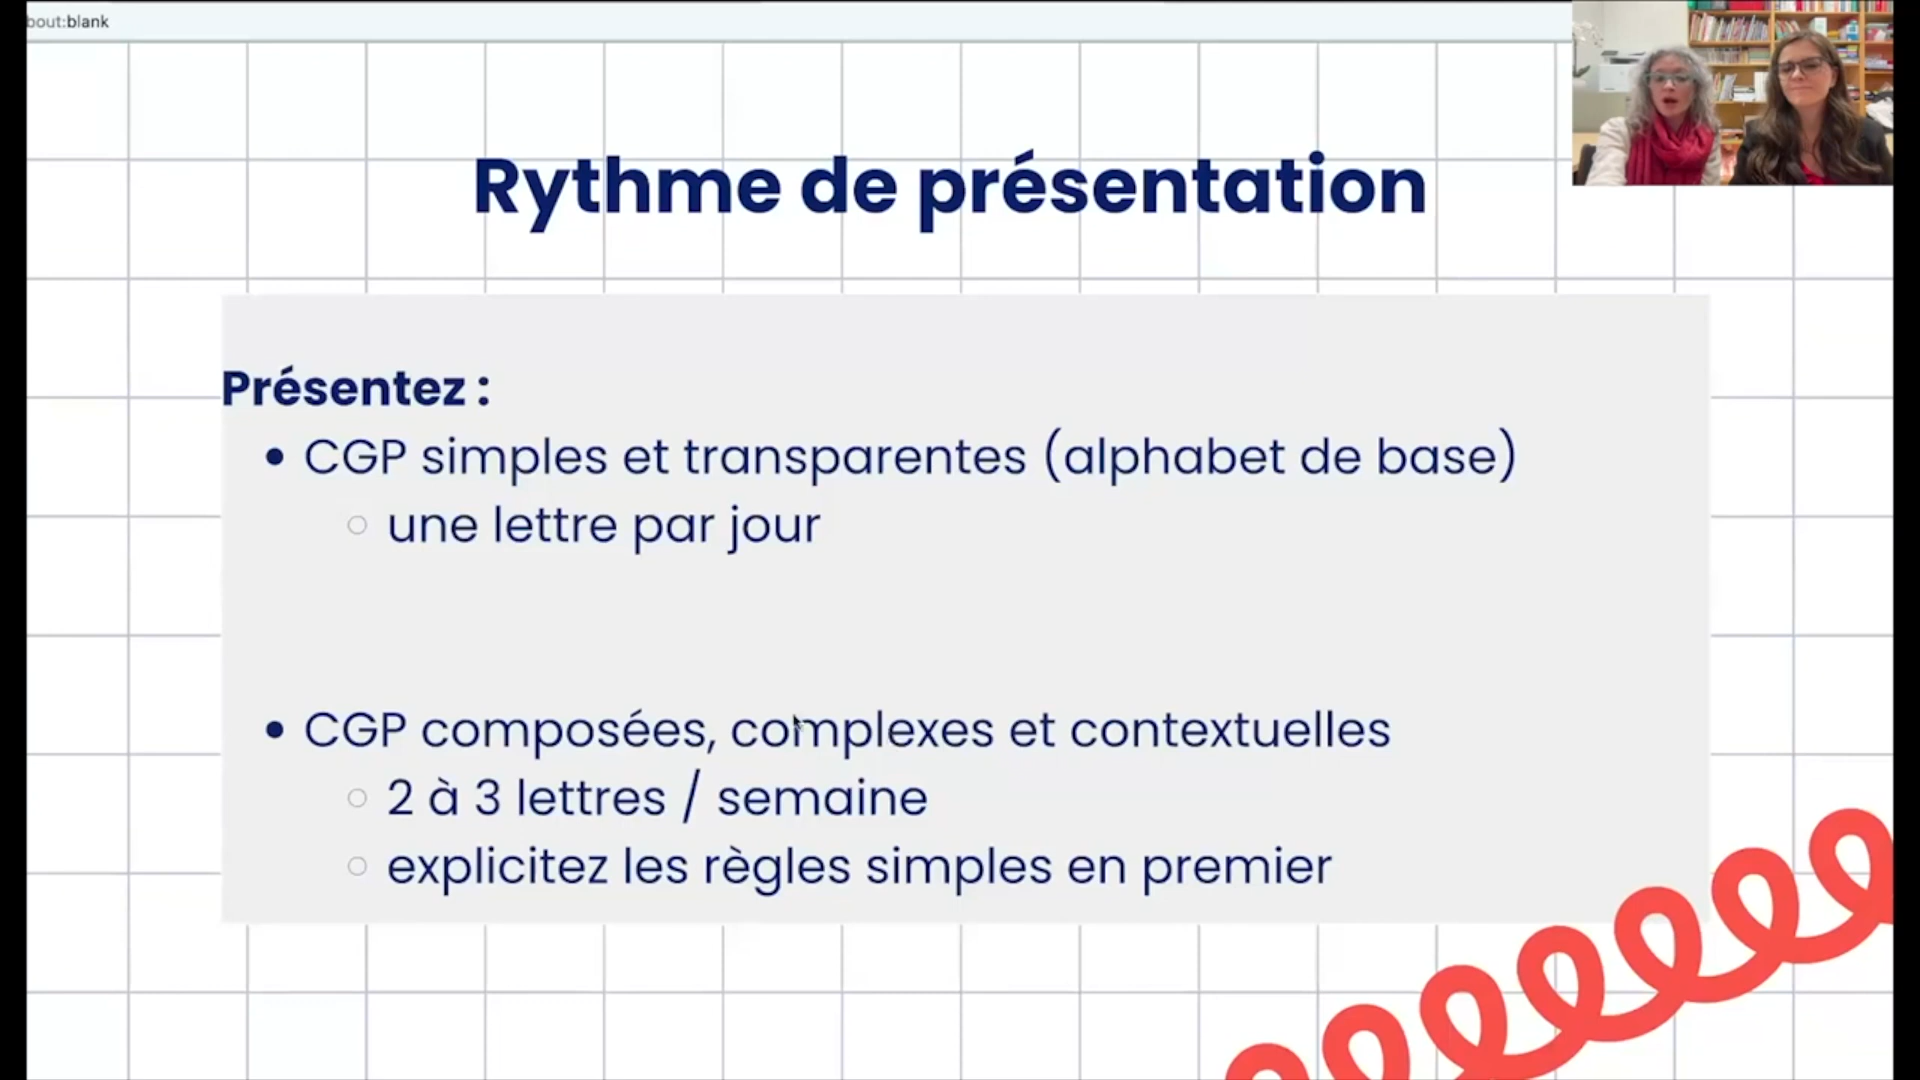 bout:blank
Rythme de présentation
Présentez :
• CGP simples et transparentes (alphabet de base)
○ une lettre par jour
• CGP composées, complexes et contextuelles
○ 2 à 3 lettres / semaine
○ explicitez les règles simples en premier